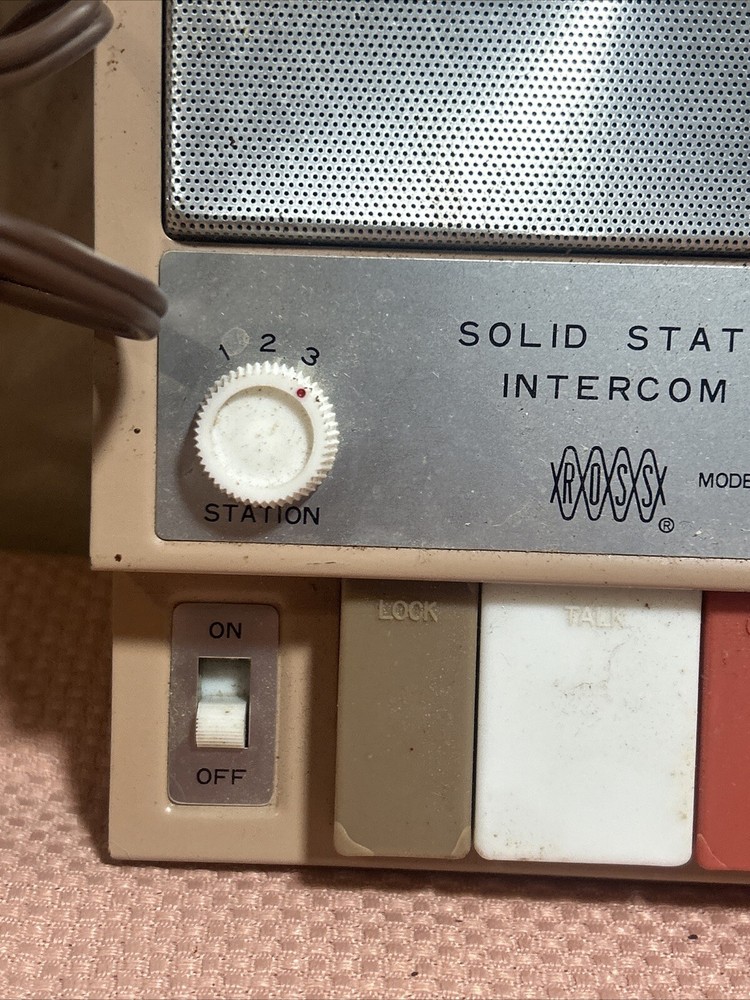 1 2 3
STATION
SOLID STAT
INTERCOM
ROSS ®
MODE
ON
OFF
LOCK
TALK